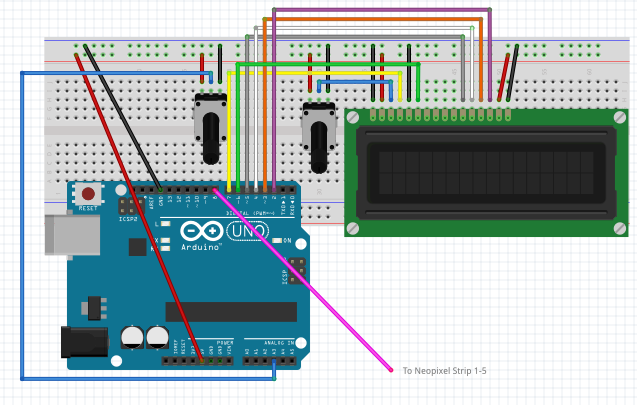 RESET
ICSP2
AREF
GND
13
12
~11
~10
~9
8
7
~6
~5
4
~3
2
TX▸1
RX◂0
DIGITAL (PWM~)
L
Arduino
UNO
ON
ICSP
IOREF
RESET
5V
GND
GND
VIN
POWER
ANALOG IN
A0
A1
A2
A3
A4
A5
To Neopixel Strip 1-5